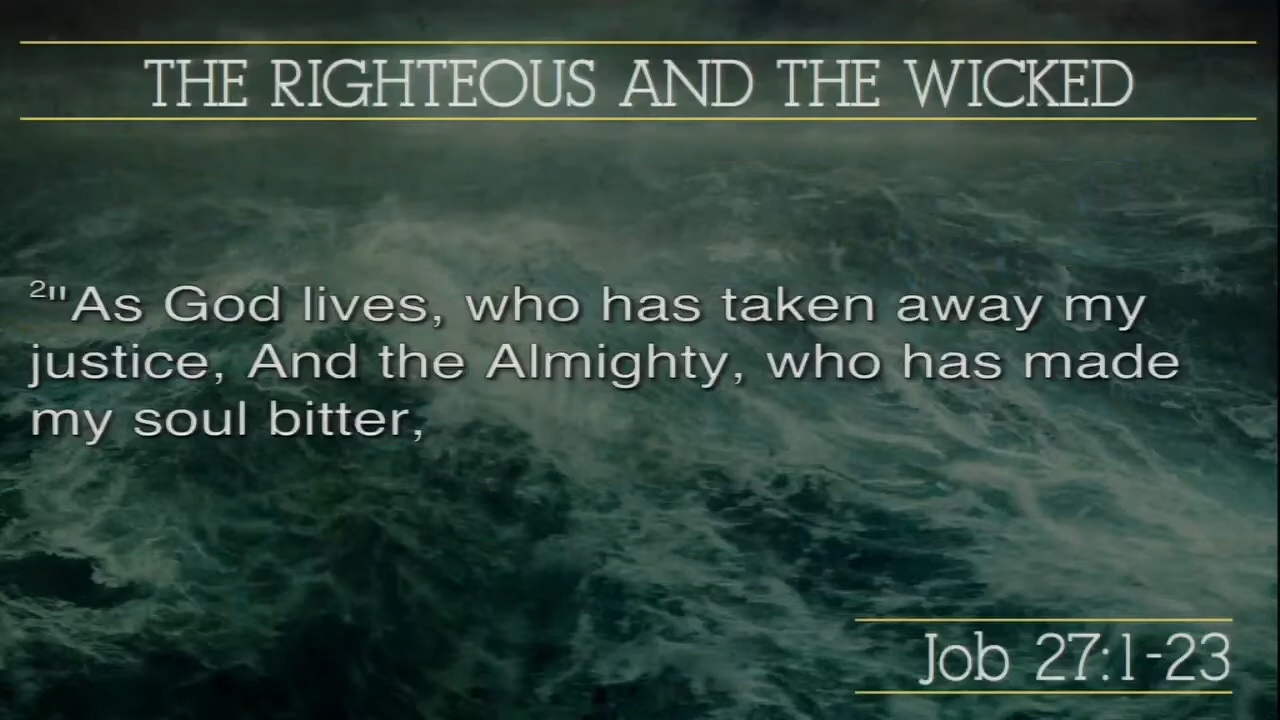 THE RIGHTEOUS AND THE WICKED
2"As God lives, who has taken away my
justice, And the Almighty, who has made
my soul bitter,
Job 27:1-23